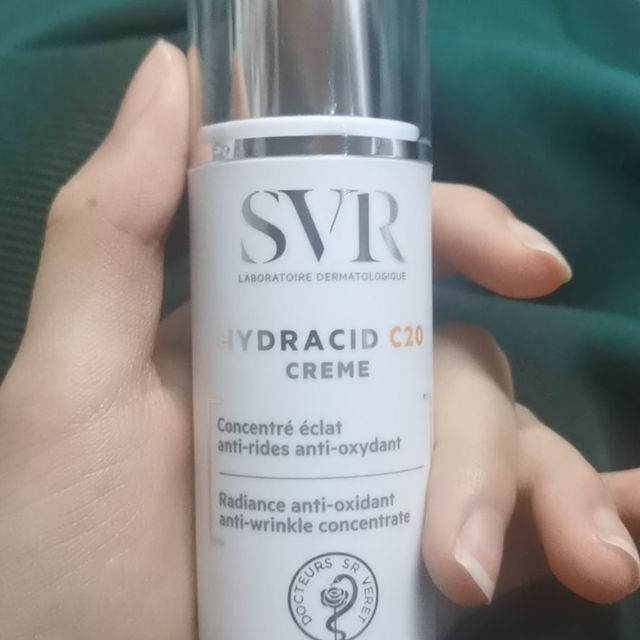 SVR
LABORATOIRE DERMATOLOGIQUE
HYDRACID C20
CREME
Concentré éclat
anti-rides anti-oxydant
Radiance anti-oxidant
anti-wrinkle concentrate
DOCTEURS SR VERET